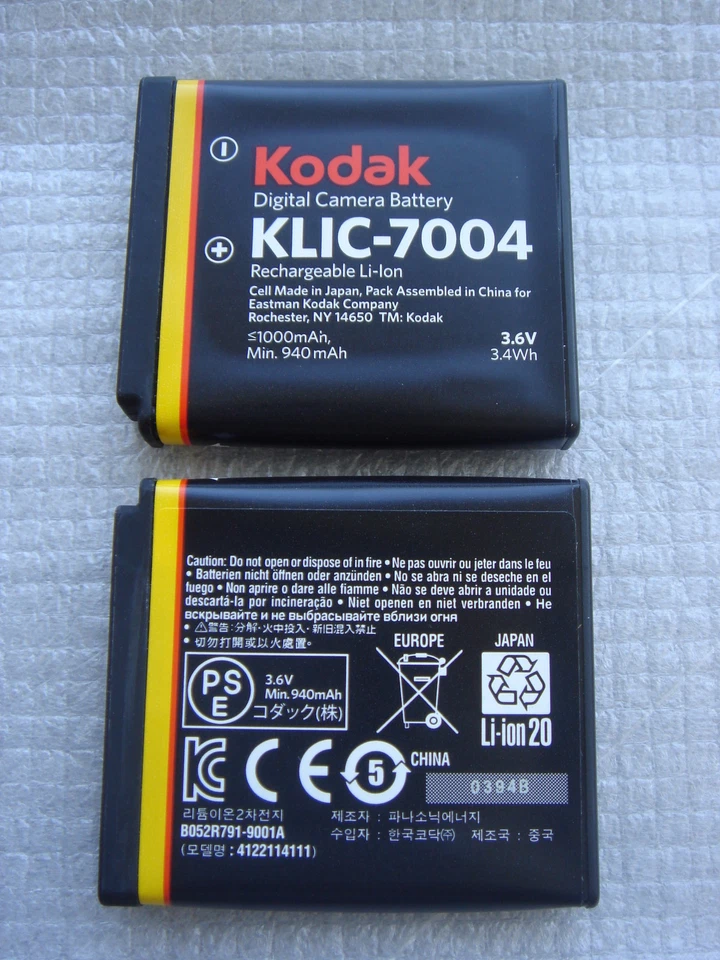 Kodak
Digital Camera Battery
KLIC-7004
Rechargeable Li-Ion
Cell Made in Japan, Pack Assembled in China for
Eastman Kodak Company
Rochester, NY 14650 TM: Kodak
≤1000mAh,
Min. 940 mAh
3.6V
3.4Wh
Caution: Do not open or dispose of in fire • Ne pas ouvrir ou jeter dans le feu
• Batterien nicht öffnen oder anzünden • No se abra ni se deseche en el
fuego • Non aprire o dare alle fiamme • Não se deve abrir a unidade ou
descartá-la por incineração • Niet openen en niet verbranden • Не
вскрывайте и не выбрасывайте вблизи огня
• ⚠警告:分解·火中投入·新旧混入禁止
• 切勿打開或以火處置。
EUROPE
JAPAN
PS
E
3.6V
Min.940mAh
コダック(株)
Li-ion20
CE
5
CHINA
0394B
리튬이온2차전지
B052R791-9001A
(모델명 : 4122114111)
제조자 : 파나소닉에너지
수입자 : 한국코닥㈜ 제조국 : 중국